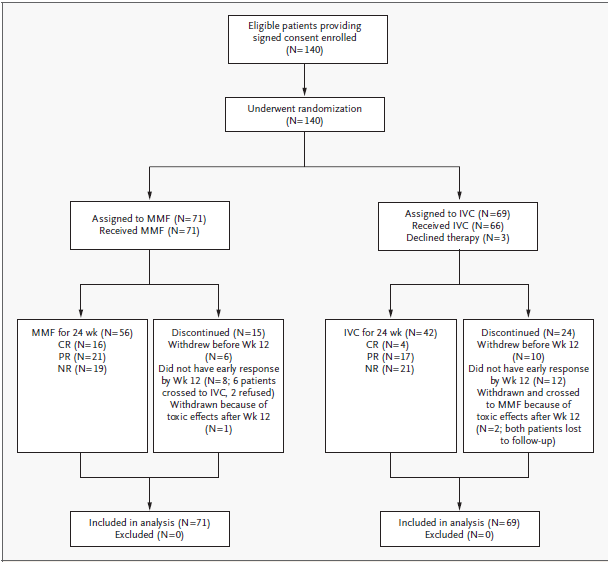 Eligible patients providing
signed consent enrolled
(N=140)
Underwent randomization
(N=140)
Assigned to MMF (N=71)
Received MMF (N=71)
Assigned to IVC (N=69)
Received IVC (N=66)
Declined therapy (N=3)
MMF for 24 wk (N=56)
CR (N=16)
PR (N=21)
NR (N=19)
Discontinued (N=15)
Withdrew before Wk 12
(N=6)
Did not have early response
by Wk 12 (N=8; 6 patients
crossed to IVC, 2 refused)
Withdrawn because of
toxic effects after Wk 12
(N=1)
IVC for 24 wk (N=42)
CR (N=4)
PR (N=17)
NR (N=21)
Discontinued (N=24)
Withdrew before Wk 12
(N=10)
Did not have early response
by Wk 12 (N=12)
Withdrawn and crossed
to MMF because of
toxic effects after Wk 12
(N=2; both patients lost
to follow-up)
Included in analysis (N=71)
Excluded (N=0)
Included in analysis (N=69)
Excluded (N=0)